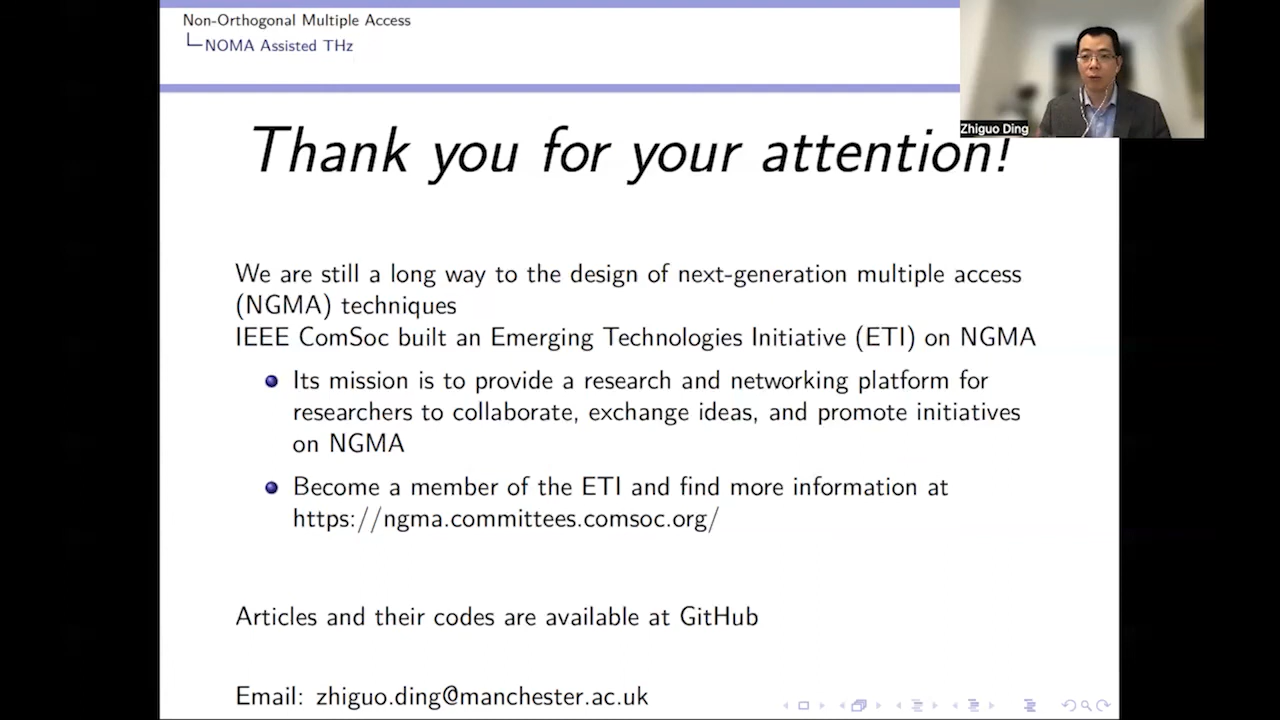 Non-Orthogonal Multiple Access
NOMA Assisted THz
Zhiguo Ding
Thank you for your attention!
We are still a long way to the design of next-generation multiple access
(NGMA) techniques
IEEE ComSoc built an Emerging Technologies Initiative (ETI) on NGMA
Its mission is to provide a research and networking platform for
researchers to collaborate, exchange ideas, and promote initiatives
on NGMA
Become a member of the ETI and find more information at
https://ngma.committees.comsoc.org/
Articles and their codes are available at GitHub
Email: zhiguo.ding@manchester.ac.uk